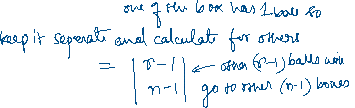 one of the box has 1 ball so
keep it seperate and calculate for others
= | r-1 | ← other (r-1) balls will
| n-1 | go to other (n-1) boxes